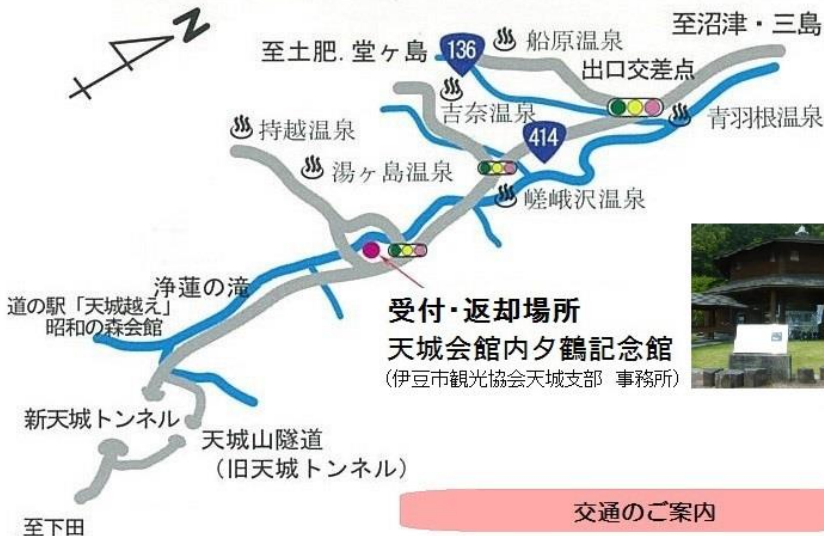 N
至沼津・三島
船原温泉
至土肥.堂ヶ島
136
出口交差点
吉奈温泉
青羽根温泉
414
持越温泉
湯ヶ島温泉
嵯峨沢温泉
浄蓮の滝
道の駅「天城越え」
昭和の森会館
受付・返却場所
天城会館内夕鶴記念館
(伊豆市観光協会天城支部 事務所)
新天城トンネル
天城山隧道
(旧天城トンネル)
至下田
交通のご案内